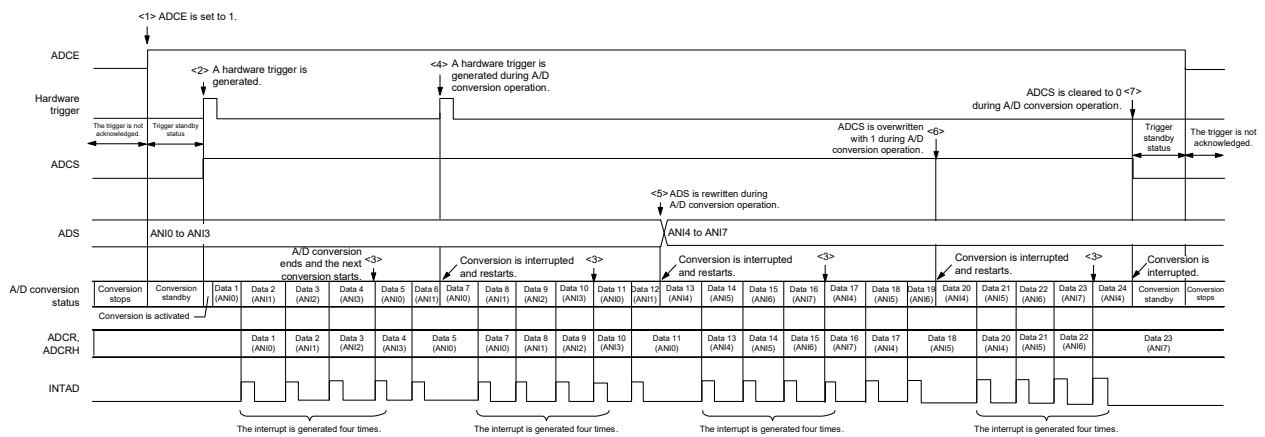 <1> ADCE is set to 1.
ADCE
<2> A hardware trigger is
generated.
<4> A hardware trigger is
generated during A/D
conversion operation.
ADCS is cleared to 0 <7>
during A/D conversion operation.
Hardware
trigger
The trigger is not
acknowledged.
Trigger standby
status
ADCS is overwritten <6>
with 1 during A/D
conversion operation.
Trigger
standby
status
The trigger is not
acknowledged.
ADCS
<5> ADS is rewritten during
A/D conversion operation.
ADS
ANI0 to ANI3
ANI4 to ANI7
A/D conversion <3>
ends and the next
conversion starts.
Conversion is interrupted
and restarts.
<3>
Conversion is interrupted
and restarts.
<3>
Conversion is interrupted
and restarts.
<3>
Conversion is
interrupted.
A/D conversion
status
Conversion
stops
Conversion
standby
Data 1
(ANI0)
Data 2
(ANI1)
Data 3
(ANI2)
Data 4
(ANI3)
Data 5
(ANI0)
Data 6
(ANI1)
Data 7
(ANI0)
Data 8
(ANI1)
Data 9
(ANI2)
Data 10
(ANI3)
Data 11
(ANI0)
Data 12
(ANI1)
Data 13
(ANI4)
Data 14
(ANI5)
Data 15
(ANI6)
Data 16
(ANI7)
Data 17
(ANI4)
Data 18
(ANI5)
Data 19
(ANI6)
Data 20
(ANI4)
Data 21
(ANI5)
Data 22
(ANI6)
Data 23
(ANI7)
Data 24
(ANI4)
Conversion
standby
Conversion
stops
Conversion is activated
ADCR,
ADCRH
Data 1
(ANI0)
Data 2
(ANI1)
Data 3
(ANI2)
Data 4
(ANI3)
Data 5
(ANI0)
Data 7
(ANI0)
Data 8
(ANI1)
Data 9
(ANI2)
Data 10
(ANI3)
Data 11
(ANI0)
Data 13
(ANI4)
Data 14
(ANI5)
Data 15
(ANI6)
Data 16
(ANI7)
Data 17
(ANI4)
Data 18
(ANI5)
Data 20
(ANI4)
Data 21
(ANI5)
Data 22
(ANI6)
Data 23
(ANI7)
INTAD
The interrupt is generated four times.
The interrupt is generated four times.
The interrupt is generated four times.
The interrupt is generated four times.